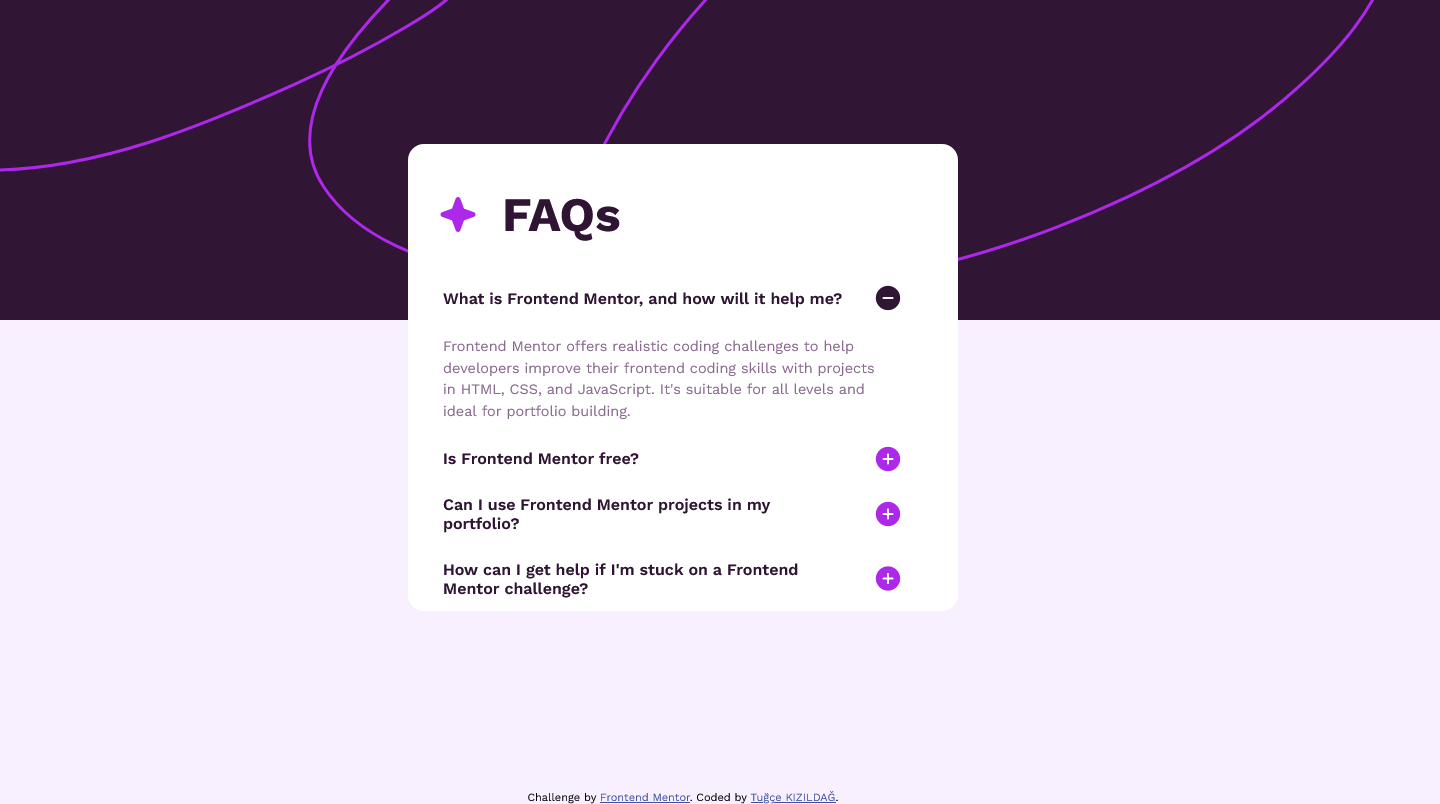 FAQs
What is Frontend Mentor, and how will it help me?
Frontend Mentor offers realistic coding challenges to help
developers improve their frontend coding skills with projects
in HTML, CSS, and JavaScript. It's suitable for all levels and
ideal for portfolio building.
Is Frontend Mentor free?
Can I use Frontend Mentor projects in my
portfolio?
How can I get help if I'm stuck on a Frontend
Mentor challenge?
Challenge by Frontend Mentor. Coded by Tuğçe KIZILDAĞ.